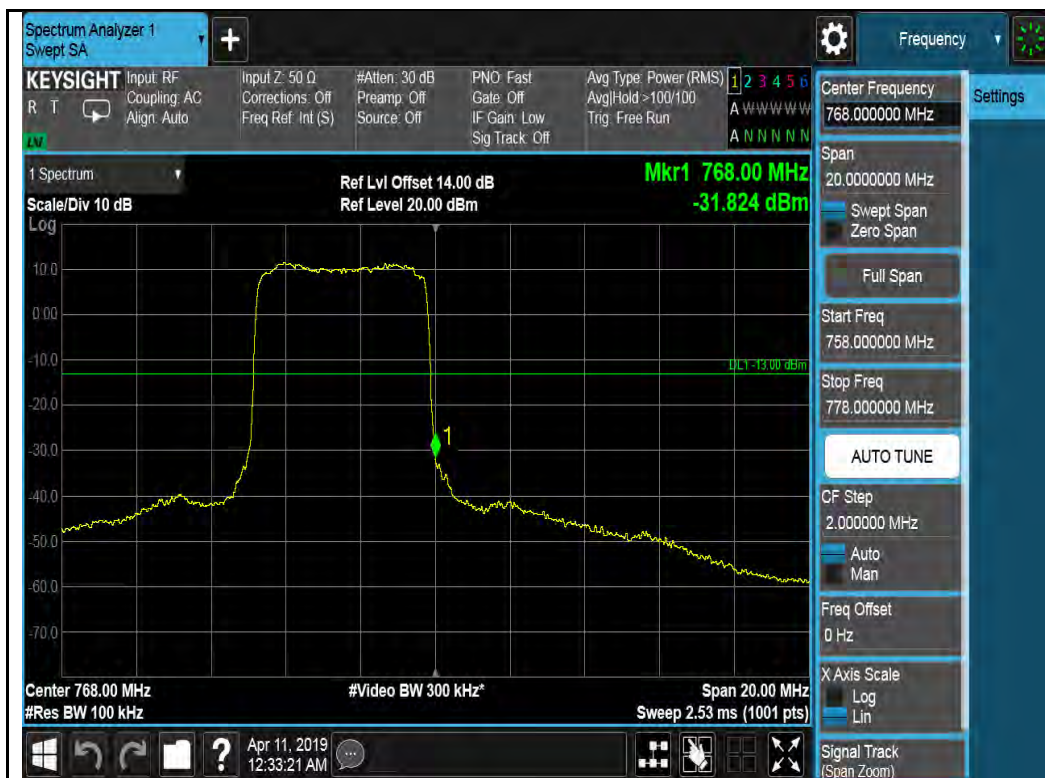 Spectrum Analyzer 1
Swept SA
+
Frequency
KEYSIGHT
R T
LXI
Input: RF
Coupling: AC
Align: Auto
Input Z: 50 Ω
Corrections: Off
Freq Ref: Int (S)
#Atten: 30 dB
Preamp: Off
Source: Off
PNO: Fast
Gate: Off
IF Gain: Low
Sig Track: Off
Avg Type: Power (RMS)
Avg|Hold >100/100
Trig: Free Run
1 2 3 4 5 6
A W W W W W
A N N N N N
1 Spectrum
Scale/Div 10 dB
Log
Ref Lvl Offset 14.00 dB
Ref Level 20.00 dBm
Mkr1 768.00 MHz
-31.824 dBm
10.0
0.00
-10.0
-20.0
-30.0
-40.0
-50.0
-60.0
-70.0
DL1 -13.00 dBm
1
Center 768.00 MHz
#Res BW 100 kHz
#Video BW 300 kHz*
Span 20.00 MHz
Sweep 2.53 ms (1001 pts)
?
Apr 11, 2019
12:33:21 AM
Center Frequency
768.000000 MHz
Settings
Span
20.0000000 MHz
Swept Span
Zero Span
Full Span
Start Freq
758.000000 MHz
Stop Freq
778.000000 MHz
AUTO TUNE
CF Step
2.000000 MHz
Auto
Man
Freq Offset
0 Hz
X Axis Scale
Log
Lin
Signal Track
(Span Zoom)